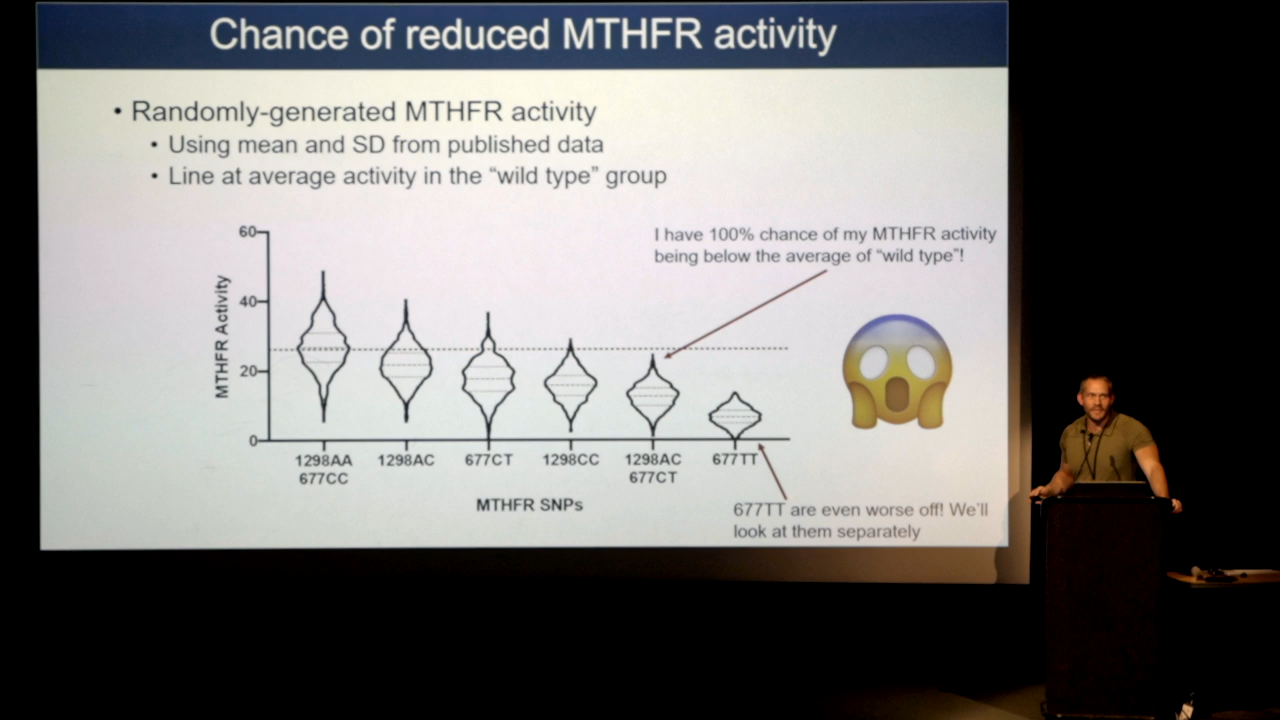 Chance of reduced MTHFR activity
• Randomly-generated MTHFR activity
• Using mean and SD from published data
• Line at average activity in the “wild type” group
I have 100% chance of my MTHFR activity
being below the average of “wild type”!
60
40
20
0
MTHFR Activity
1298AA
677CC
1298AC
677CT
1298CC
1298AC
677CT
677TT
MTHFR SNPs
677TT are even worse off! We’ll
look at them separately